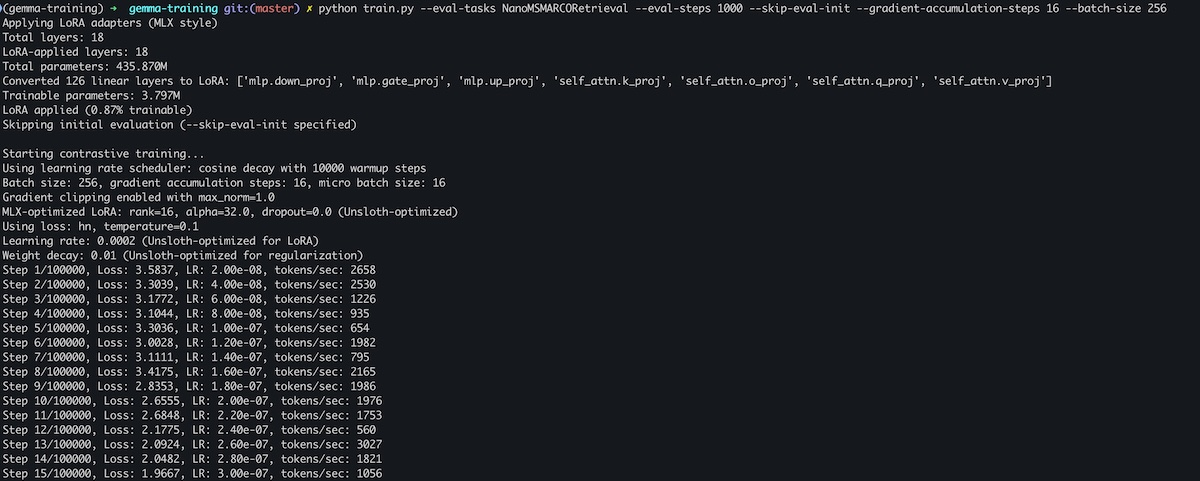 (gemma-training) ➜  gemma-training git:(master) ✗ python train.py --eval-tasks NanoMSMARCORetrieval --eval-steps 1000 --skip-eval-init --gradient-accumulation-steps 16 --batch-size 256
Applying LoRA adapters (MLX style)
Total layers: 18
LoRA-applied layers: 18
Total parameters: 435.870M
Converted 126 linear layers to LoRA: ['mlp.down_proj', 'mlp.gate_proj', 'mlp.up_proj', 'self_attn.k_proj', 'self_attn.o_proj', 'self_attn.q_proj', 'self_attn.v_proj']
Trainable parameters: 3.797M
LoRA applied (0.87% trainable)
Skipping initial evaluation (--skip-eval-init specified)
Starting contrastive training...
Using learning rate scheduler: cosine decay with 10000 warmup steps
Batch size: 256, gradient accumulation steps: 16, micro batch size: 16
Gradient clipping enabled with max_norm=1.0
MLX-optimized LoRA: rank=16, alpha=32.0, dropout=0.0 (Unsloth-optimized)
Using loss: hn, temperature=0.1
Learning rate: 0.0002 (Unsloth-optimized for LoRA)
Weight decay: 0.01 (Unsloth-optimized for regularization)
Step 1/100000, Loss: 3.5837, LR: 2.00e-08, tokens/sec: 2658
Step 2/100000, Loss: 3.3039, LR: 4.00e-08, tokens/sec: 2530
Step 3/100000, Loss: 3.1772, LR: 6.00e-08, tokens/sec: 1226
Step 4/100000, Loss: 3.1044, LR: 8.00e-08, tokens/sec: 935
Step 5/100000, Loss: 3.3036, LR: 1.00e-07, tokens/sec: 654
Step 6/100000, Loss: 3.0028, LR: 1.20e-07, tokens/sec: 1982
Step 7/100000, Loss: 3.1111, LR: 1.40e-07, tokens/sec: 795
Step 8/100000, Loss: 3.4175, LR: 1.60e-07, tokens/sec: 2165
Step 9/100000, Loss: 2.8353, LR: 1.80e-07, tokens/sec: 1986
Step 10/100000, Loss: 2.6555, LR: 2.00e-07, tokens/sec: 1976
Step 11/100000, Loss: 2.6848, LR: 2.20e-07, tokens/sec: 1753
Step 12/100000, Loss: 2.1775, LR: 2.40e-07, tokens/sec: 560
Step 13/100000, Loss: 2.0924, LR: 2.60e-07, tokens/sec: 3027
Step 14/100000, Loss: 2.0482, LR: 2.80e-07, tokens/sec: 1821
Step 15/100000, Loss: 1.9667, LR: 3.00e-07, tokens/sec: 1056